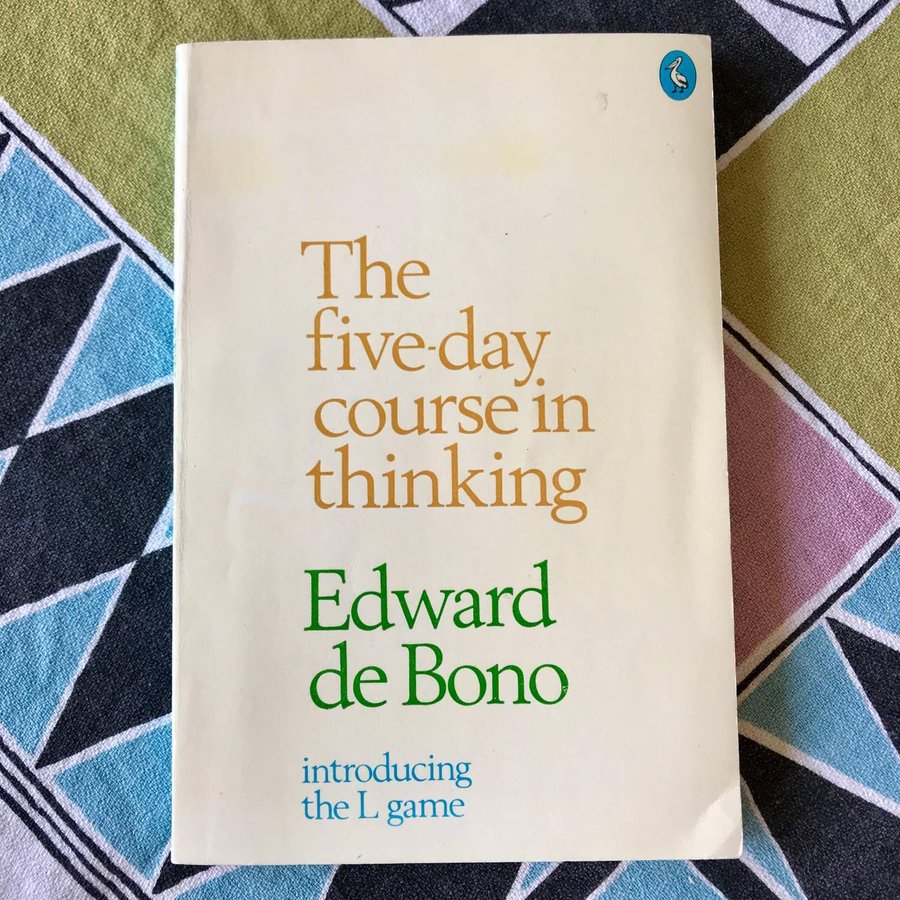 The
five-day
course in
thinking
Edward
de Bono
introducing
the L game